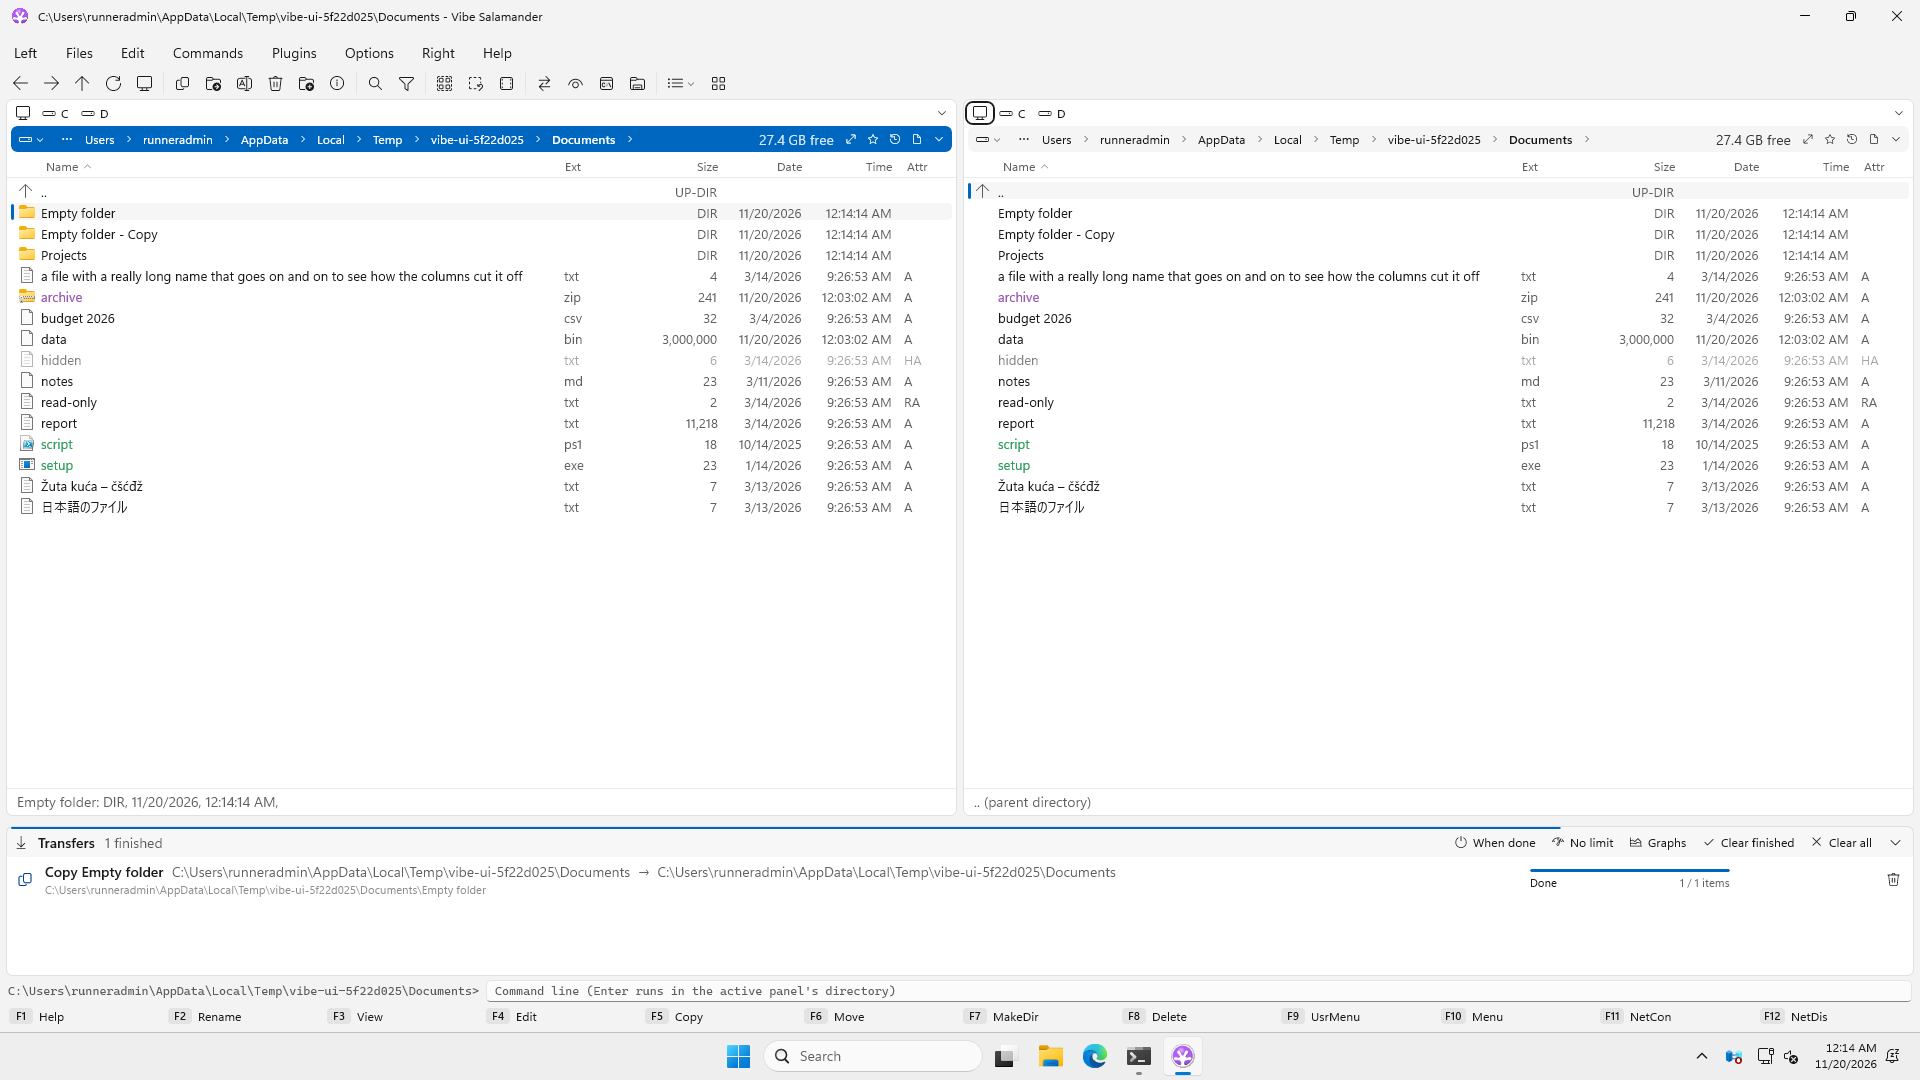 C:\Users\runneradmin\AppData\Local\Temp\vibe-ui-5f22d025\Documents - Vibe Salamander
Left Files Edit Commands Plugins Options Right Help
C D
Users runneradmin AppData Local Temp vibe-ui-5f22d025 Documents 27.4 GB free
Name Ext Size Date Time Attr
.. UP-DIR
Empty folder DIR 11/20/2026 12:14:14 AM
Empty folder - Copy DIR 11/20/2026 12:14:14 AM
Projects DIR 11/20/2026 12:14:14 AM
a file with a really long name that goes on and on to see how the columns cut it off txt 4 3/14/2026 9:26:53 AM A
archive zip 241 11/20/2026 12:03:02 AM A
budget 2026 csv 32 3/4/2026 9:26:53 AM A
data bin 3,000,000 11/20/2026 12:03:02 AM A
hidden txt 6 3/14/2026 9:26:53 AM HA
notes md 23 3/11/2026 9:26:53 AM A
read-only txt 2 3/14/2026 9:26:53 AM RA
report txt 11,218 3/14/2026 9:26:53 AM A
script ps1 18 10/14/2025 9:26:53 AM A
setup exe 23 1/14/2026 9:26:53 AM A
Žuta kuća – čšćđž txt 7 3/13/2026 9:26:53 AM A
日本語のファイル txt 7 3/13/2026 9:26:53 AM A
Empty folder: DIR, 11/20/2026, 12:14:14 AM,
C D
Users runneradmin AppData Local Temp vibe-ui-5f22d025 Documents 27.4 GB free
Name Ext Size Date Time Attr
.. UP-DIR
Empty folder DIR 11/20/2026 12:14:14 AM
Empty folder - Copy DIR 11/20/2026 12:14:14 AM
Projects DIR 11/20/2026 12:14:14 AM
a file with a really long name that goes on and on to see how the columns cut it off txt 4 3/14/2026 9:26:53 AM A
archive zip 241 11/20/2026 12:03:02 AM A
budget 2026 csv 32 3/4/2026 9:26:53 AM A
data bin 3,000,000 11/20/2026 12:03:02 AM A
hidden txt 6 3/14/2026 9:26:53 AM HA
notes md 23 3/11/2026 9:26:53 AM A
read-only txt 2 3/14/2026 9:26:53 AM RA
report txt 11,218 3/14/2026 9:26:53 AM A
script ps1 18 10/14/2025 9:26:53 AM A
setup exe 23 1/14/2026 9:26:53 AM A
Žuta kuća – čšćđž txt 7 3/13/2026 9:26:53 AM A
日本語のファイル txt 7 3/13/2026 9:26:53 AM A
.. (parent directory)
Transfers 1 finished When done No limit Graphs Clear finished Clear all
Copy Empty folder C:\Users\runneradmin\AppData\Local\Temp\vibe-ui-5f22d025\Documents → C:\Users\runneradmin\AppData\Local\Temp\vibe-ui-5f22d025\Documents
C:\Users\runneradmin\AppData\Local\Temp\vibe-ui-5f22d025\Documents\Empty folder
Done 1 / 1 items
C:\Users\runneradmin\AppData\Local\Temp\vibe-ui-5f22d025\Documents> Command line (Enter runs in the active panel's directory)
F1 Help F2 Rename F3 View F4 Edit F5 Copy F6 Move F7 MakeDir F8 Delete F9 UsrMenu F10 Menu F11 NetCon F12 NetDis
Search
12:14 AM
11/20/2026